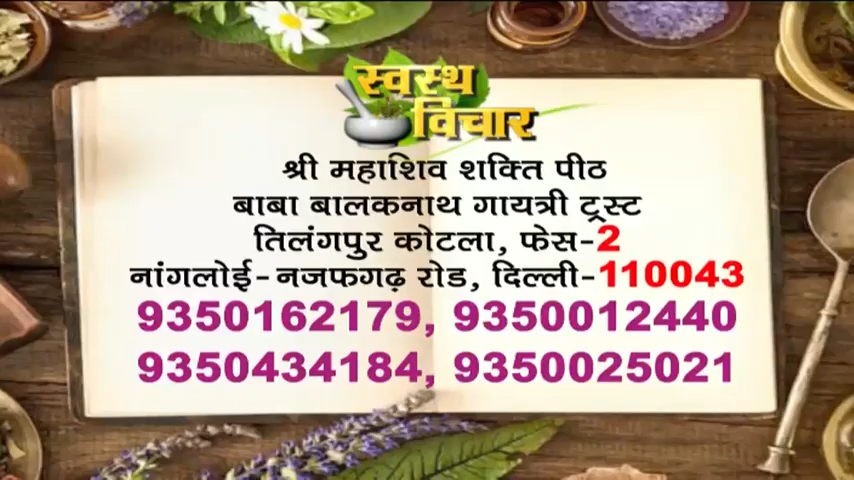 स्वस्थ
विचार
श्री महाशिव शक्ति पीठ
बाबा बालकनाथ गायत्री ट्रस्ट
तिलंगपुर कोटला, फेस-2
नांगलोई-नजफगढ़ रोड, दिल्ली-110043
9350162179, 9350012440
9350434184, 9350025021